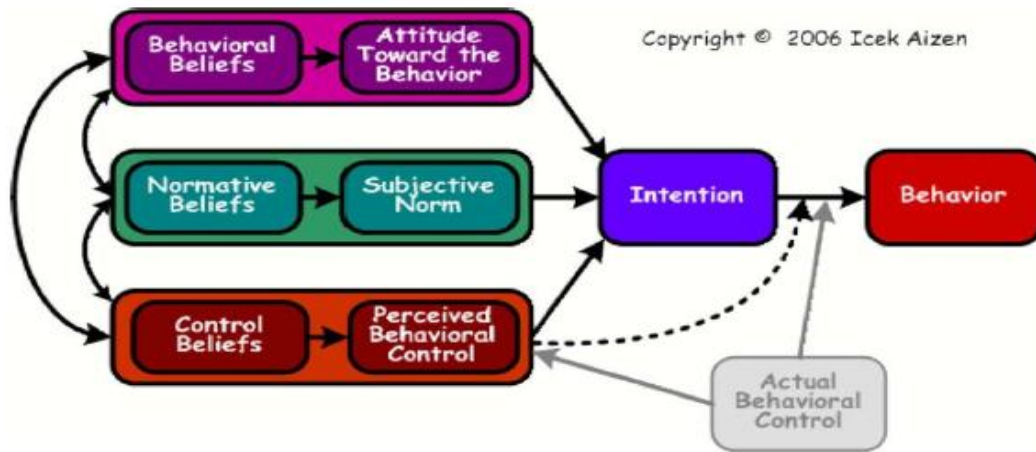 Behavioral
Beliefs
Attitude
Toward the
Behavior
Copyright © 2006 Icek Aizen
Normative
Beliefs
Subjective
Norm
Intention
Behavior
Control
Beliefs
Perceived
Behavioral
Control
Actual
Behavioral
Control